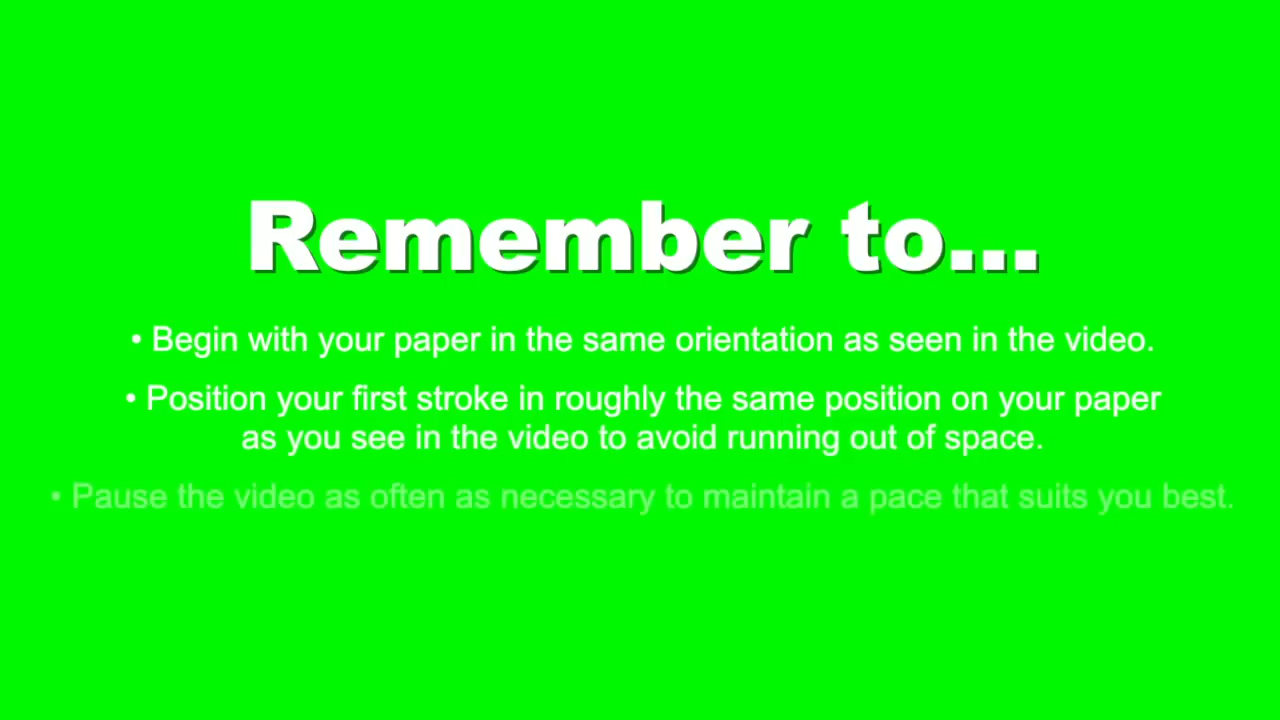 Remember to...
• Begin with your paper in the same orientation as seen in the video.
• Position your first stroke in roughly the same position on your paper
as you see in the video to avoid running out of space.
• Pause the video as often as necessary to maintain a pace that suits you best.